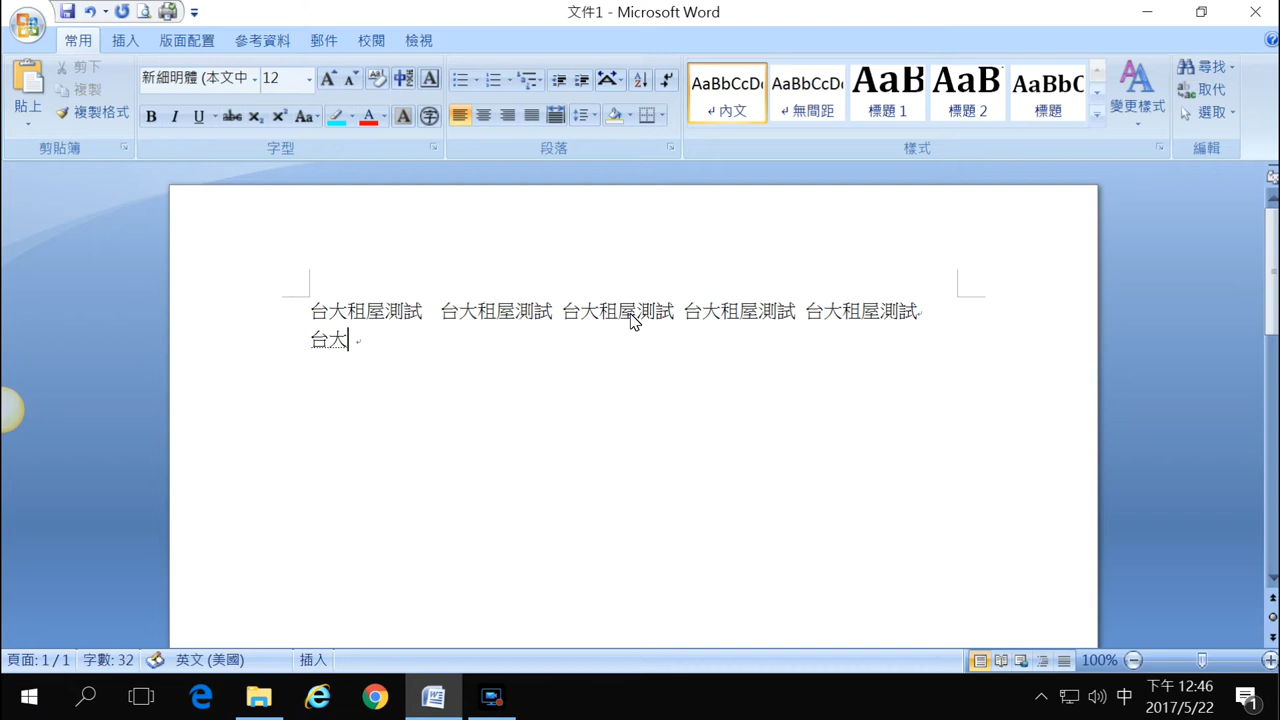 文件1 - Microsoft Word
常用 插入 版面配置 參考資料 郵件 校閱 檢視
貼上 剪下 複製 複製格式
新細明體 (本文中 12
AaBbCcDc AaBbCcDc AaB AaB AaBbC
↲ 內文 ↲ 無間距 標題 1 標題 2 標題
變更樣式
尋找 取代 選取
剪貼簿 字型 段落 樣式 編輯
台大租屋測試 台大租屋測試 台大租屋測試 台大租屋測試 台大租屋測試
台大
頁面: 1 / 1 字數: 32 英文 (美國) 插入 100%
中 下午 12:46
2017/5/22 1